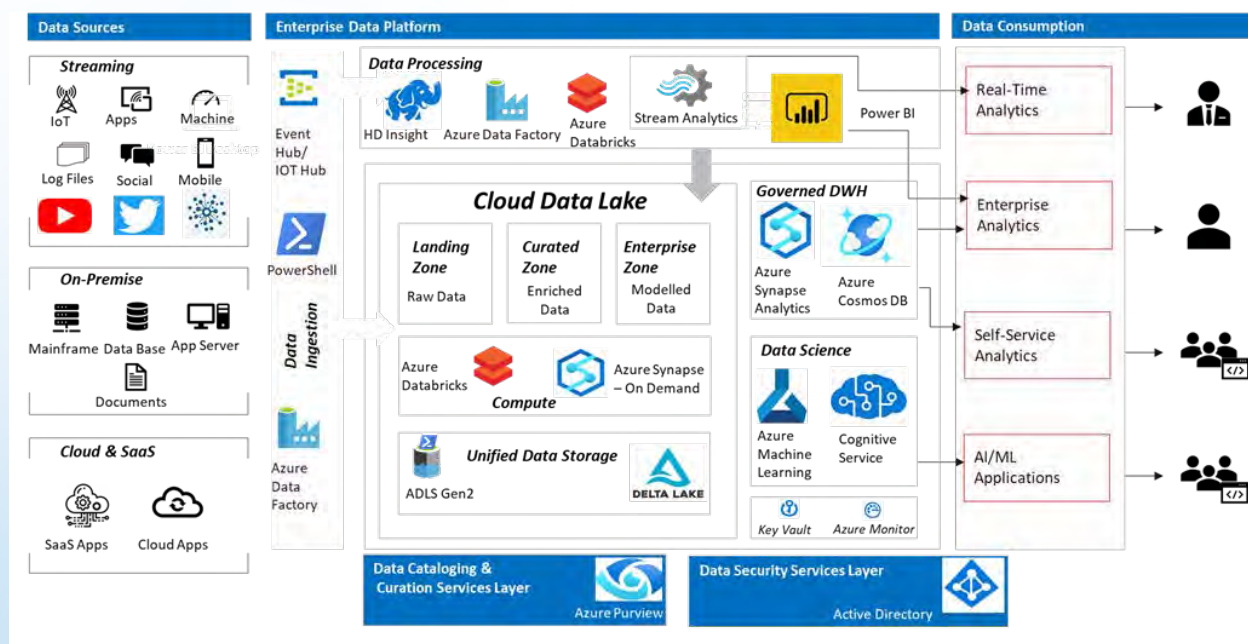 Data Sources
Enterprise Data Platform
Data Consumption
Streaming
IoT
Apps
Machine
Log Files
Social
Mobile
On-Premise
Mainframe
Data Base
App Server
Documents
Cloud & SaaS
SaaS Apps
Cloud Apps
Event
Hub/
IOT Hub
PowerShell
Data
Ingestion
Azure
Data
Factory
Data Processing
HD Insight
Azure Data Factory
Azure
Databricks
Stream Analytics
Power BI
Cloud Data Lake
Landing
Zone
Raw Data
Curated
Zone
Enriched
Data
Enterprise
Zone
Modelled
Data
Azure
Databricks
Azure Synapse
– On Demand
Compute
Unified Data Storage
ADLS Gen2
DELTA LAKE
Governed DWH
Azure
Synapse
Analytics
Azure
Cosmos DB
Data Science
Azure
Machine
Learning
Cognitive
Service
Key Vault
Azure Monitor
Data Cataloging &
Curation Services Layer
Azure Purview
Data Security Services Layer
Active Directory
Real-Time
Analytics
Enterprise
Analytics
Self-Service
Analytics
AI/ML
Applications